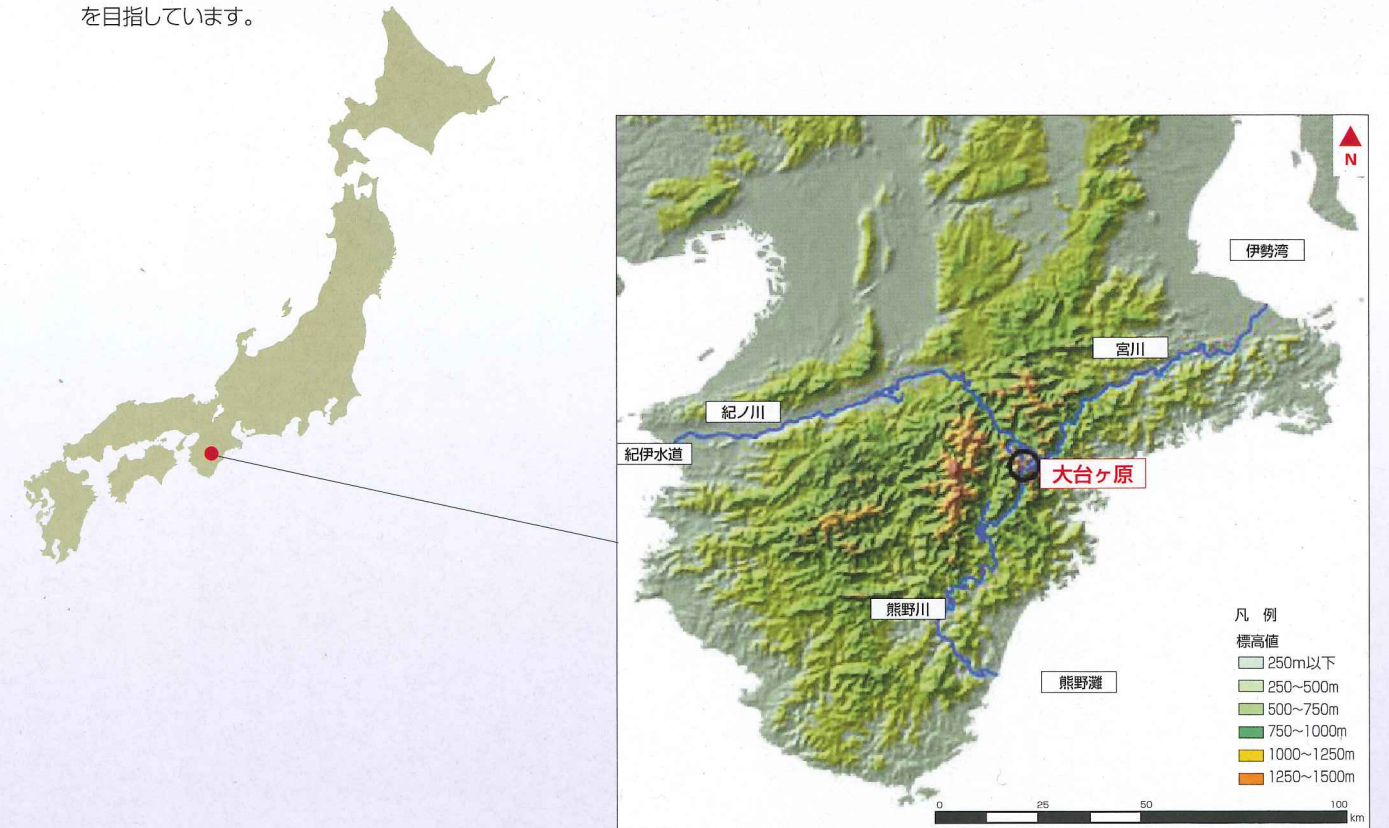 を目指しています。
N
伊勢湾
宮川
紀ノ川
紀伊水道
大台ヶ原
熊野川
熊野灘
凡 例
標高値
250m以下
250~500m
500~750m
750~1000m
1000~1250m
1250~1500m
0 25 50 100
km